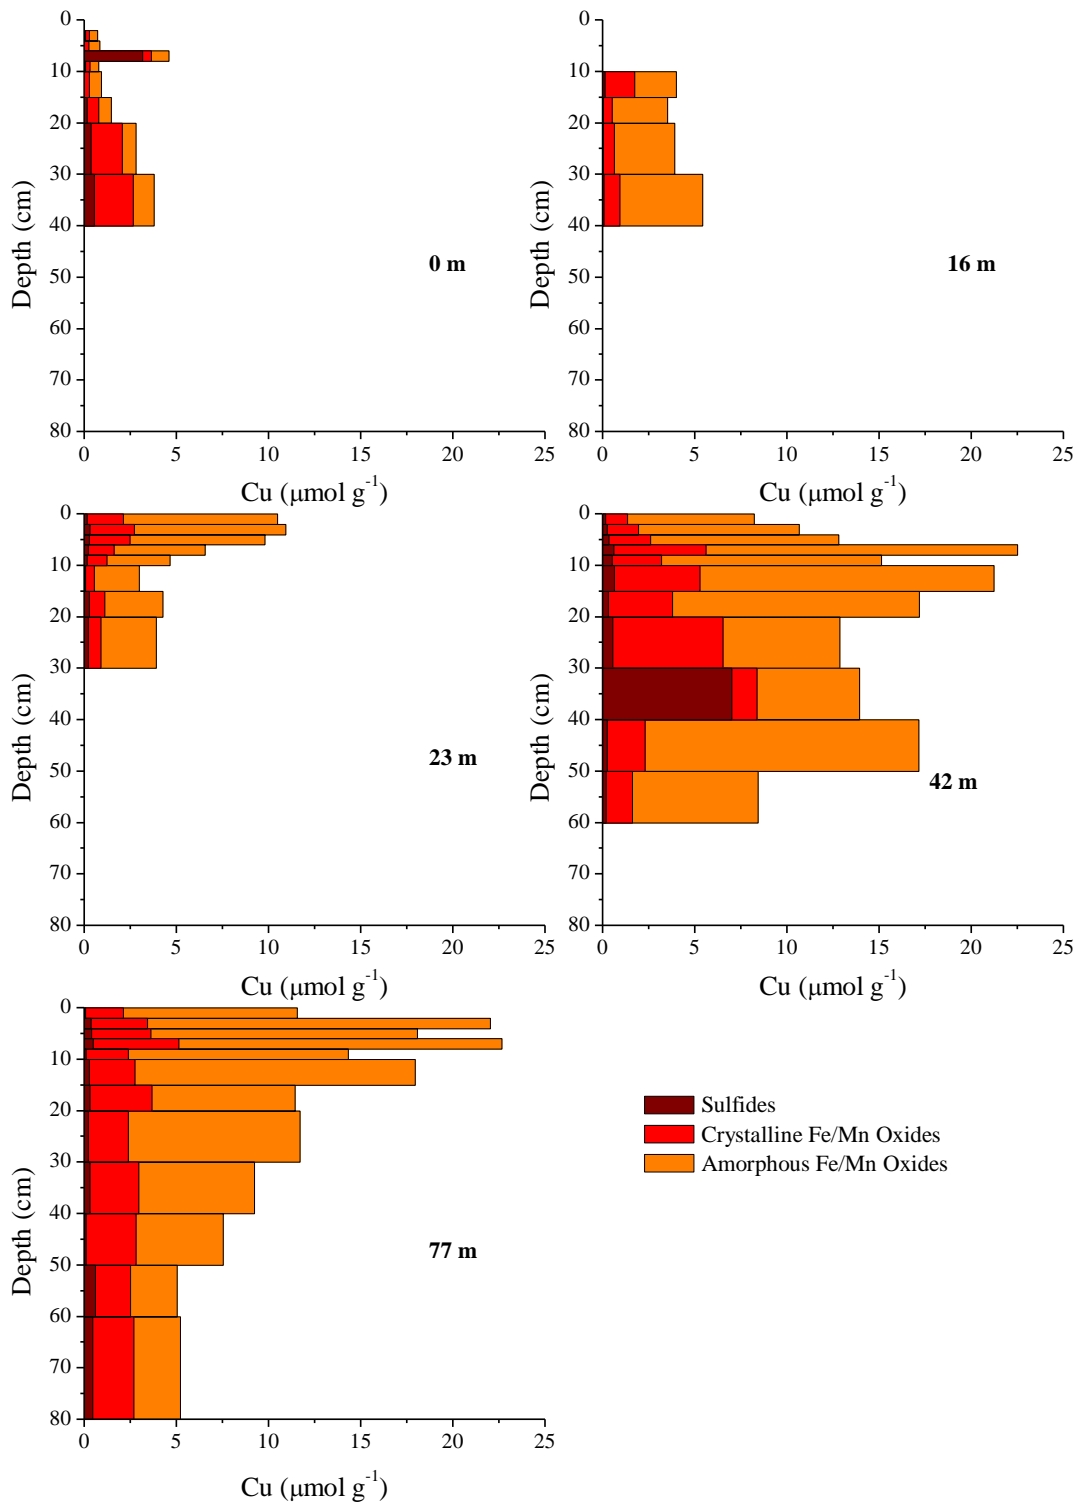 0
10
20
30
40
50
60
70
80
Depth (cm)
0 m
0 5 10 15 20 25
Cu (μmol g⁻¹)
0
10
20
30
40
50
60
70
80
Depth (cm)
16 m
0 5 10 15 20 25
Cu (μmol g⁻¹)
0
10
20
30
40
50
60
70
80
Depth (cm)
23 m
0 5 10 15 20 25
Cu (μmol g⁻¹)
0
10
20
30
40
50
60
70
80
Depth (cm)
42 m
0 5 10 15 20 25
Cu (μmol g⁻¹)
0
10
20
30
40
50
60
70
80
Depth (cm)
77 m
0 5 10 15 20 25
Cu (μmol g⁻¹)
Sulfides
Crystalline Fe/Mn Oxides
Amorphous Fe/Mn Oxides